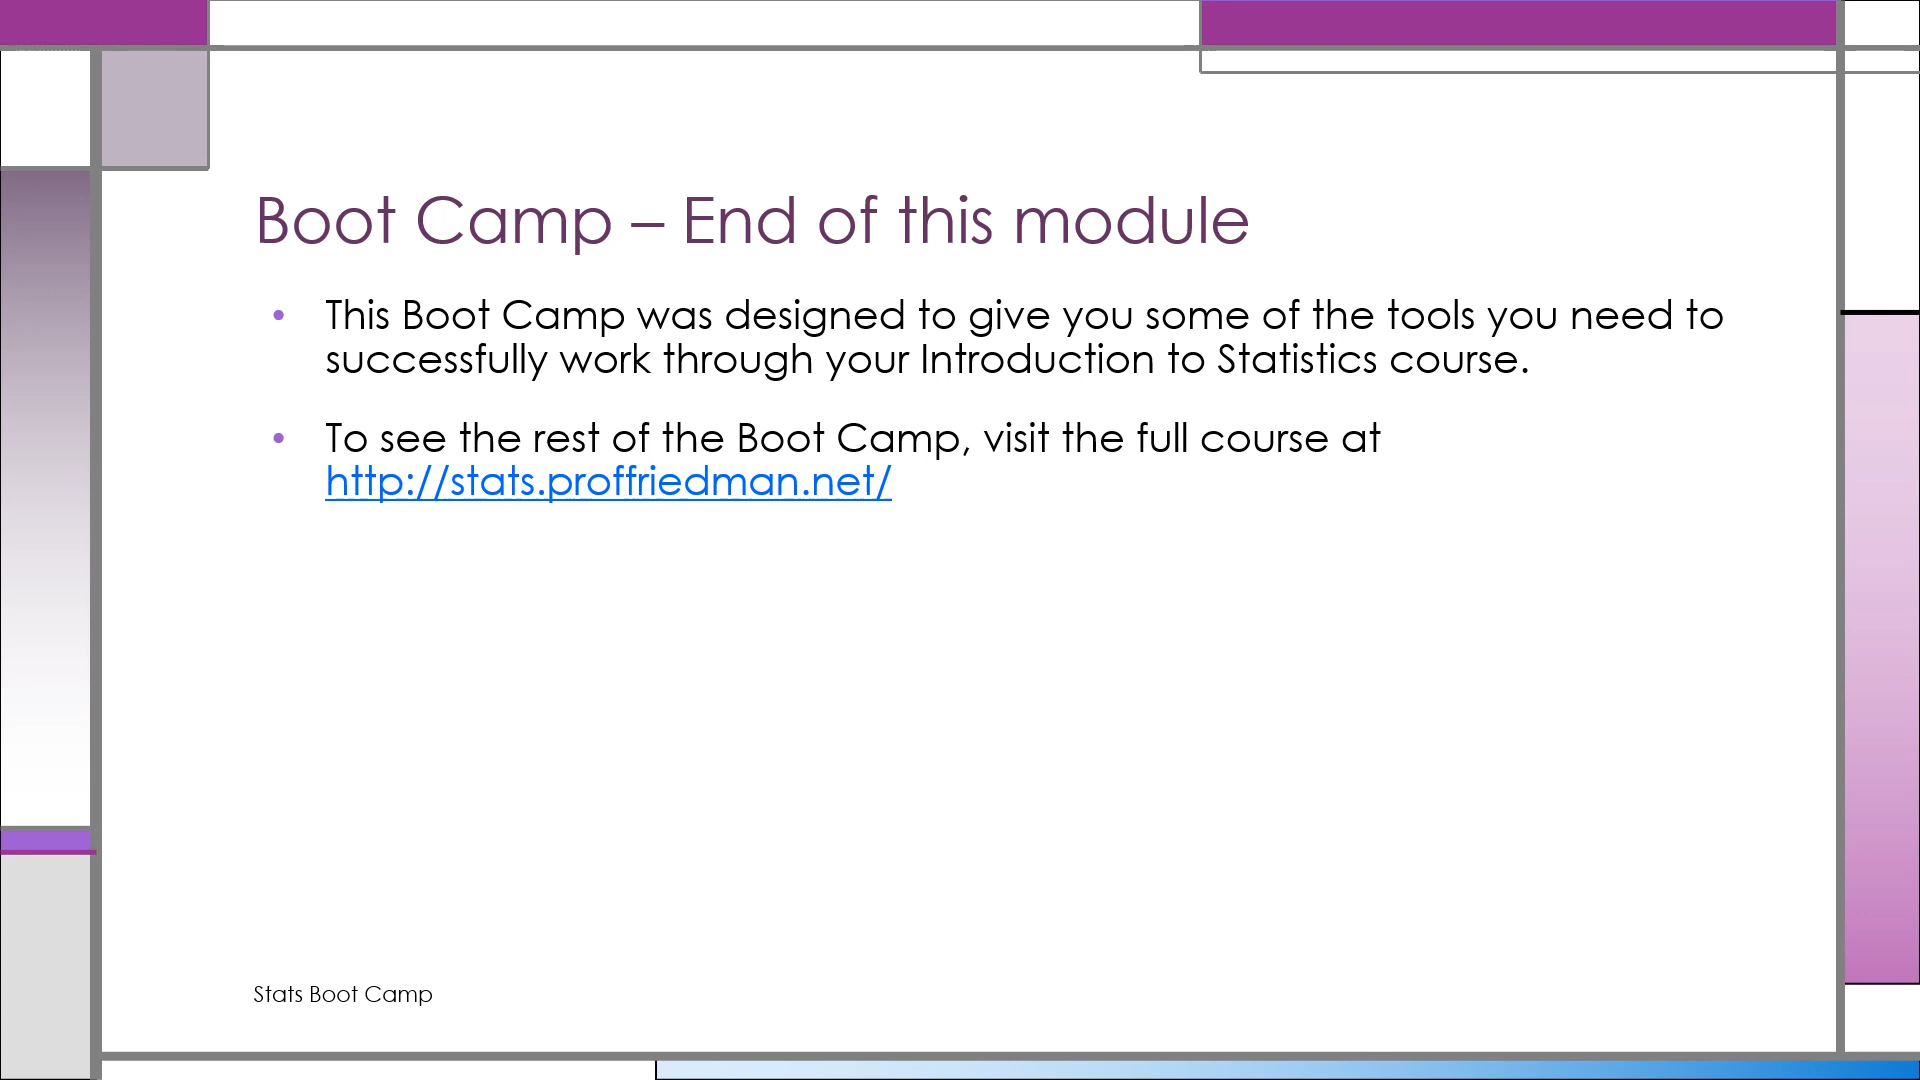 Boot Camp – End of this module
• This Boot Camp was designed to give you some of the tools you need to
successfully work through your Introduction to Statistics course.
• To see the rest of the Boot Camp, visit the full course at
http://stats.proffriedman.net/
Stats Boot Camp